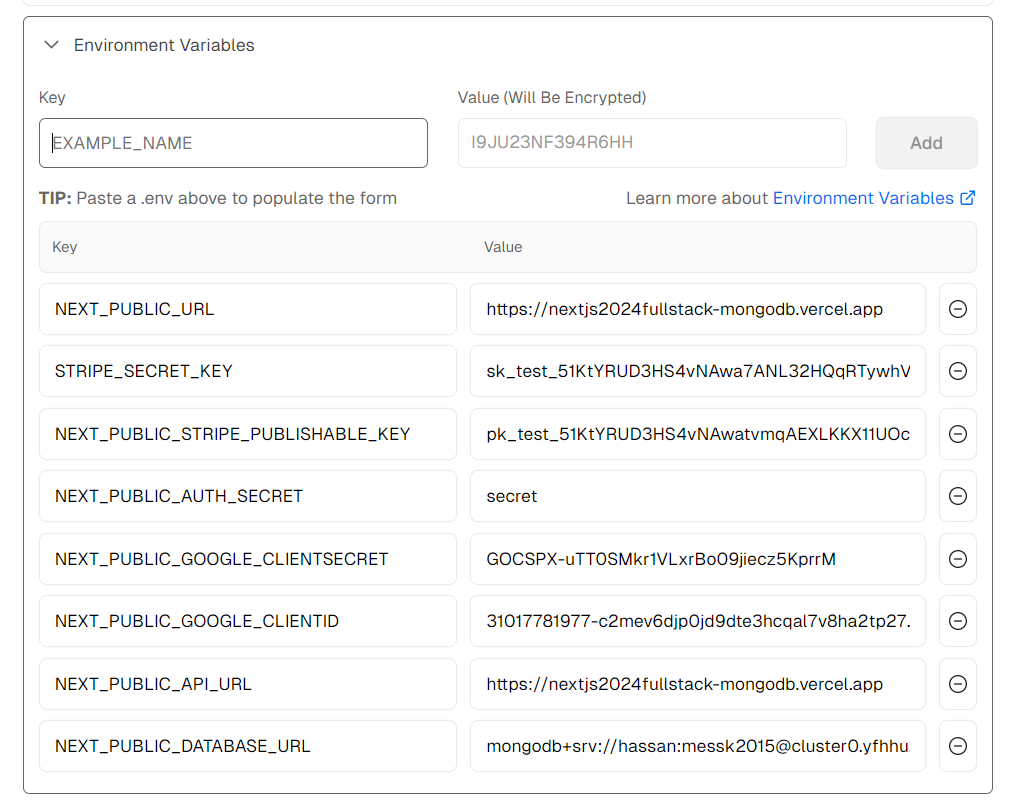 Environment Variables
Key
Value (Will Be Encrypted)
EXAMPLE_NAME
I9JU23NF394R6HH
Add
TIP: Paste a .env above to populate the form
Learn more about Environment Variables
Key Value
NEXT_PUBLIC_URL https://nextjs2024fullstack-mongodb.vercel.app
STRIPE_SECRET_KEY sk_test_51KtYRUD3HS4vNAwa7ANL32HQqRTywhV
NEXT_PUBLIC_STRIPE_PUBLISHABLE_KEY pk_test_51KtYRUD3HS4vNAwatvmqAEXLKKX11UOc
NEXT_PUBLIC_AUTH_SECRET secret
NEXT_PUBLIC_GOOGLE_CLIENTSECRET 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
NEXT_PUBLIC_GOOGLE_CLIENTID 31017781977-c2mev6djp0jd9dte3hcqal7v8ha2tp27.
NEXT_PUBLIC_API_URL https://nextjs2024fullstack-mongodb.vercel.app
NEXT_PUBLIC_DATABASE_URL mongodb+srv://hassan:messk2015@cluster0.yfhhu